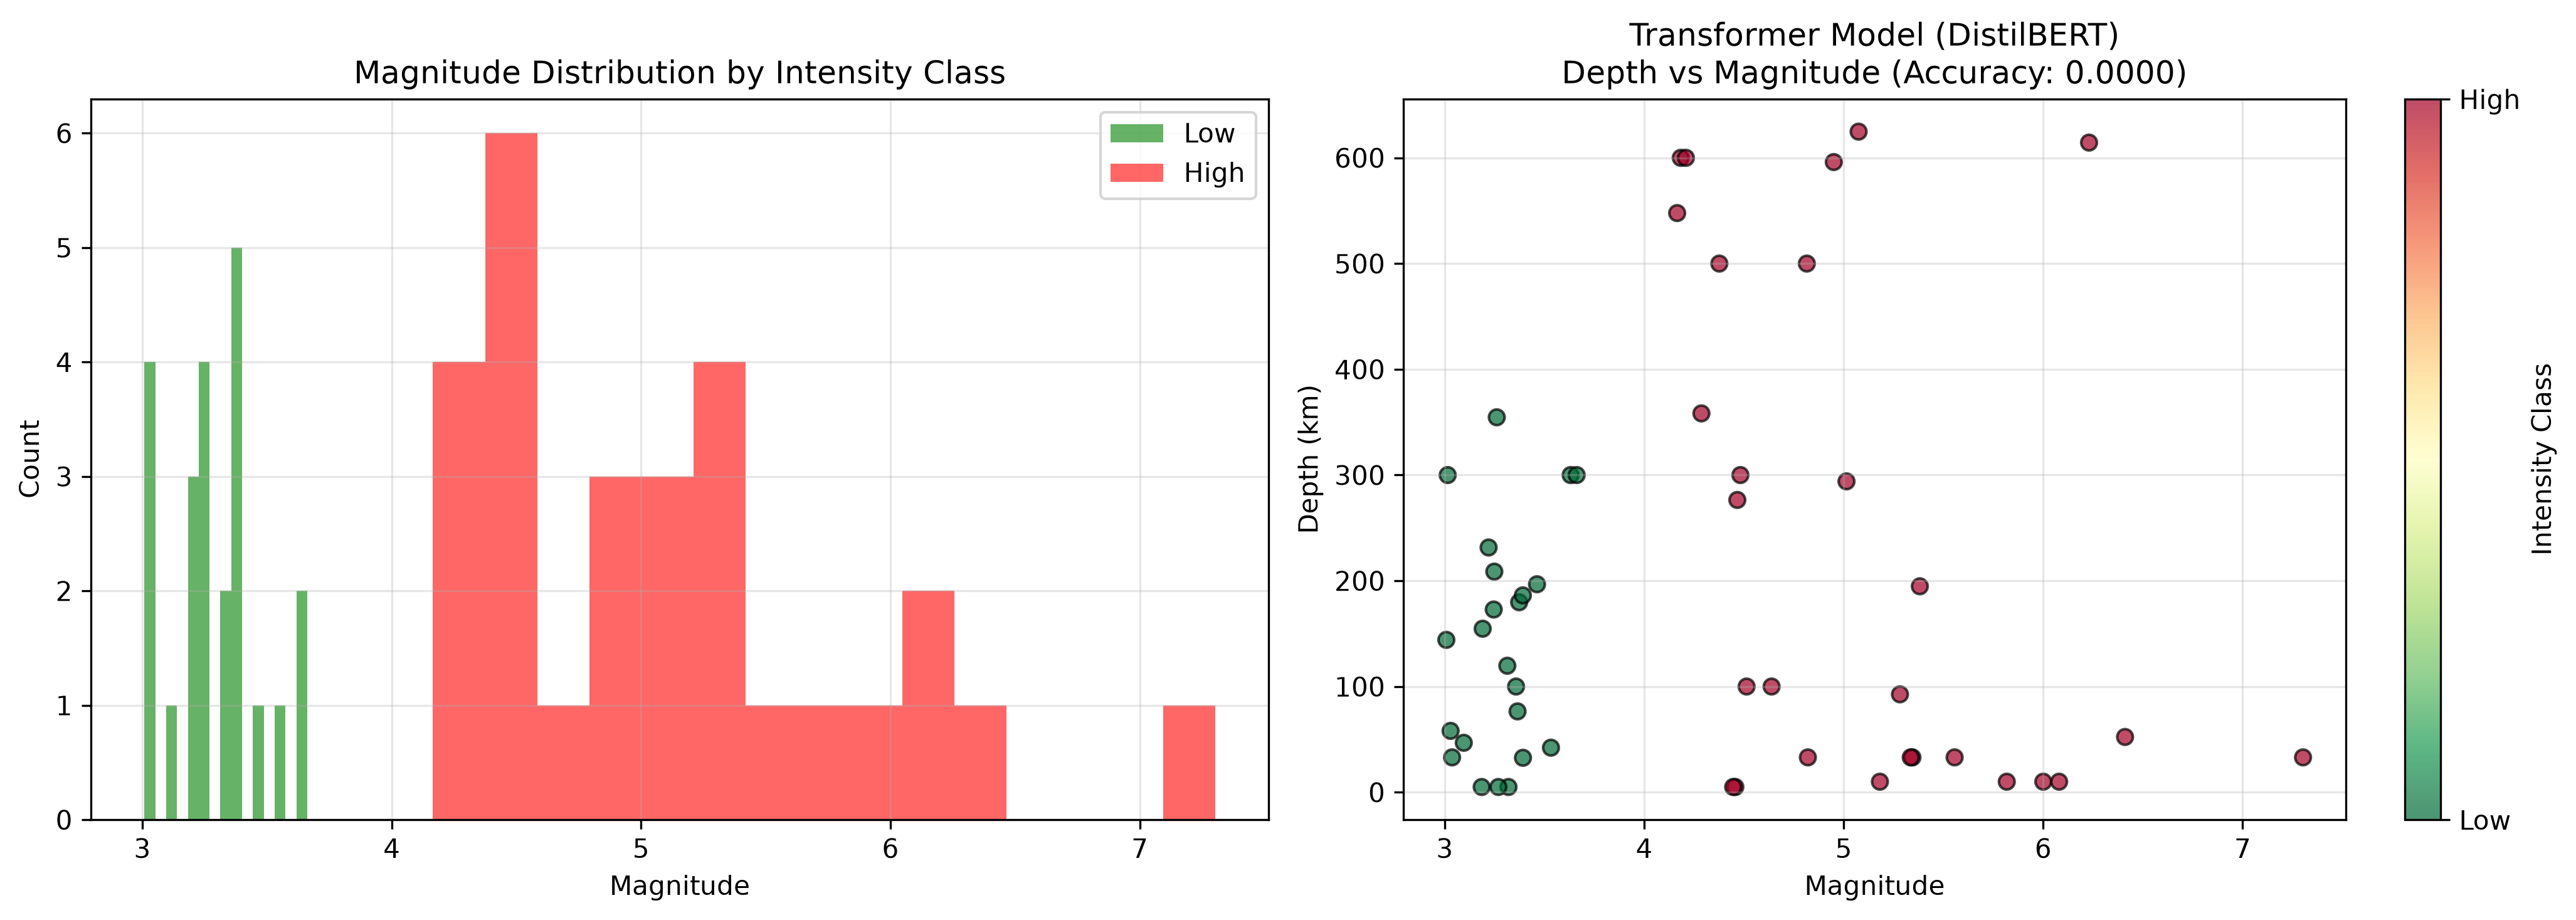 Magnitude Distribution by Intensity Class
Low
High
6
5
4
3
2
1
0
Count
3
4
5
6
7
Magnitude
Transformer Model (DistilBERT)
Depth vs Magnitude (Accuracy: 0.0000)
600
500
400
300
200
100
0
Depth (km)
3
4
5
6
7
Magnitude
High
Low
Intensity Class